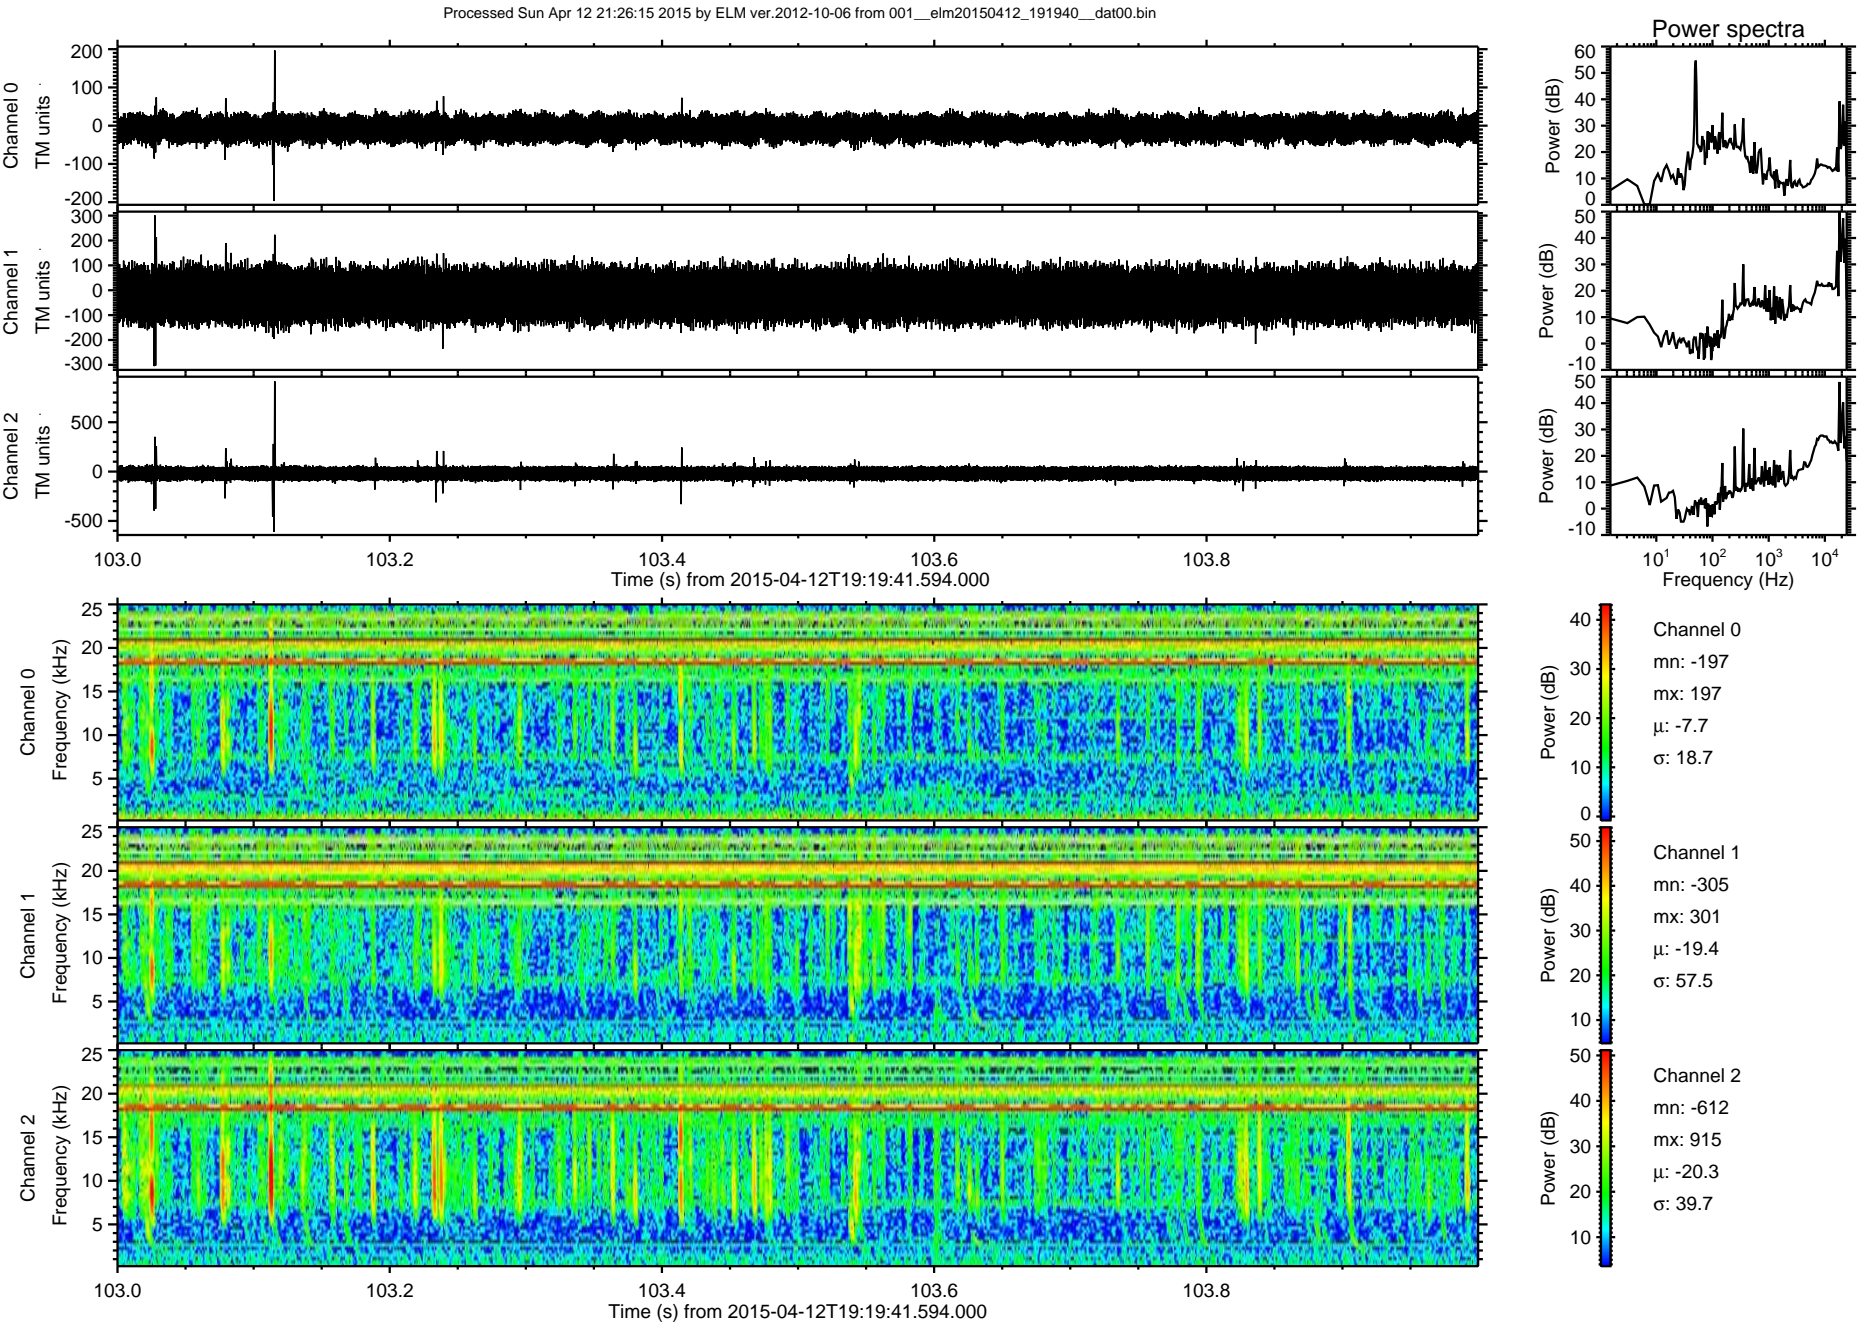 Processed Sun Apr 12 21:26:15 2015 by ELM ver.2012-10-06 from 001__elm20150412_191940__dat00.bin
Power spectra
Channel 0
TM units
200
100
0
-100
-200
Power (dB)
60
50
40
30
20
10
0
Channel 1
TM units
300
200
100
0
-100
-200
-300
Power (dB)
50
40
30
20
10
0
-10
Channel 2
TM units
500
0
-500
Power (dB)
50
40
30
20
10
0
-10
103.0 103.2 103.4 103.6 103.8
Time (s) from 2015-04-12T19:19:41.594.000
10¹ 10² 10³ 10⁴
Frequency (Hz)
Channel 0
Frequency (kHz)
25
20
15
10
5
Power (dB)
40
30
20
10
0
Channel 0
mn: -197
mx: 197
μ: -7.7
σ: 18.7
Channel 1
Frequency (kHz)
25
20
15
10
5
Power (dB)
50
40
30
20
10
Channel 1
mn: -305
mx: 301
μ: -19.4
σ: 57.5
Channel 2
Frequency (kHz)
25
20
15
10
5
Power (dB)
50
40
30
20
10
Channel 2
mn: -612
mx: 915
μ: -20.3
σ: 39.7
103.0 103.2 103.4 103.6 103.8
Time (s) from 2015-04-12T19:19:41.594.000